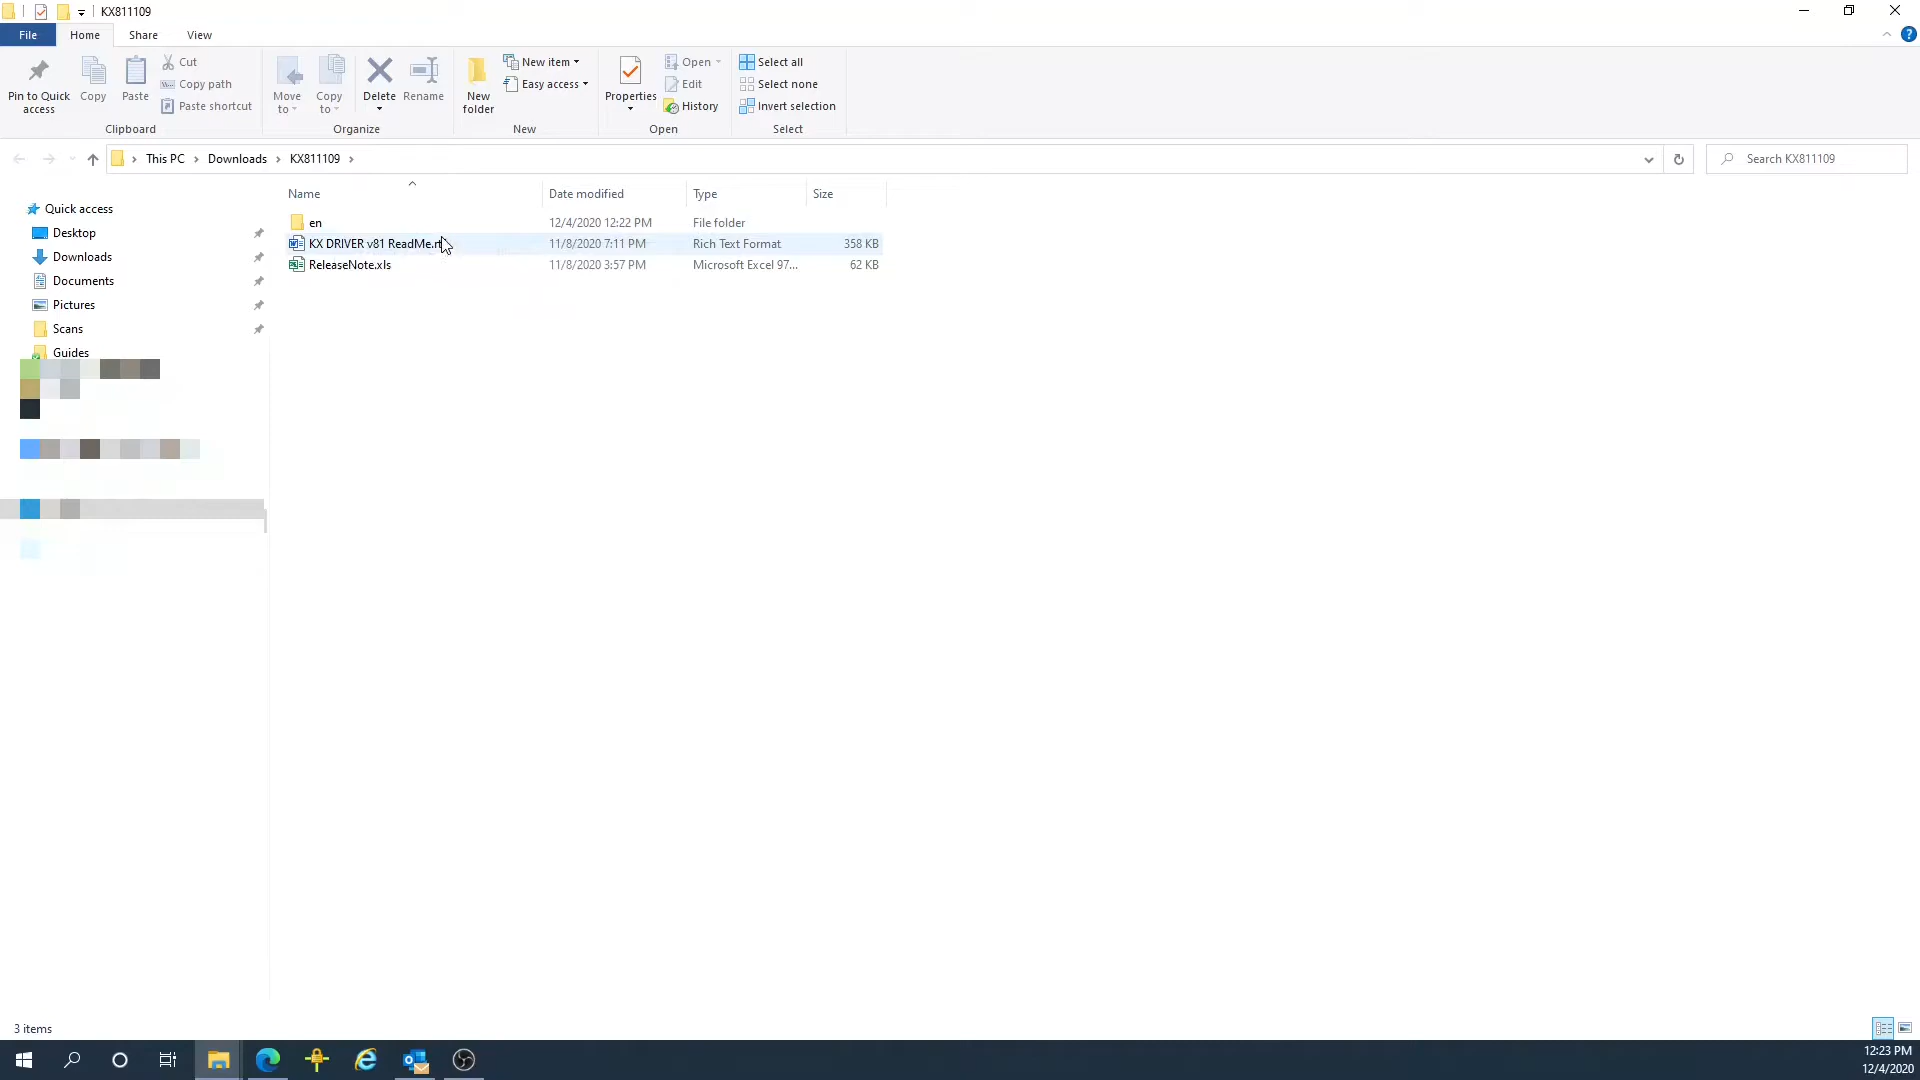 KX811109
File Home Share View
Pin to Quick access
Copy
Paste
Cut
Copy path
Paste shortcut
Clipboard
Move to
Copy to
Delete
Rename
Organize
New folder
New item
Easy access
New
Properties
Open
Edit
History
Open
Select all
Select none
Invert selection
Select
This PC > Downloads > KX811109 >
Search KX811109
Name Date modified Type Size
en 12/4/2020 12:22 PM File folder
KX DRIVER v81 ReadMe. 11/8/2020 7:11 PM Rich Text Format 358 KB
ReleaseNote.xls 11/8/2020 3:57 PM Microsoft Excel 97... 62 KB
Quick access
Desktop
Downloads
Documents
Pictures
Scans
Guides
3 items
12:23 PM
12/4/2020